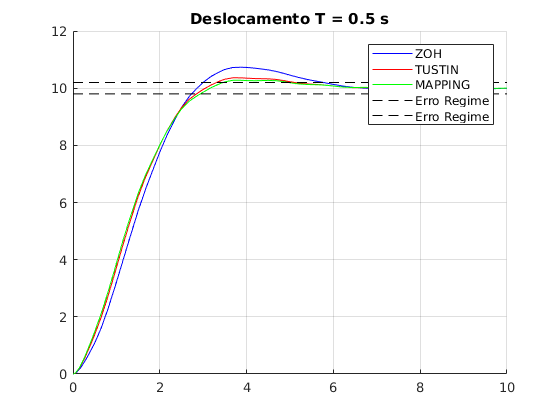 Deslocamento T = 0.5 s
12
10
8
6
4
2
0
ZOH
TUSTIN
MAPPING
Erro Regime
Erro Regime
0 2 4 6 8 10